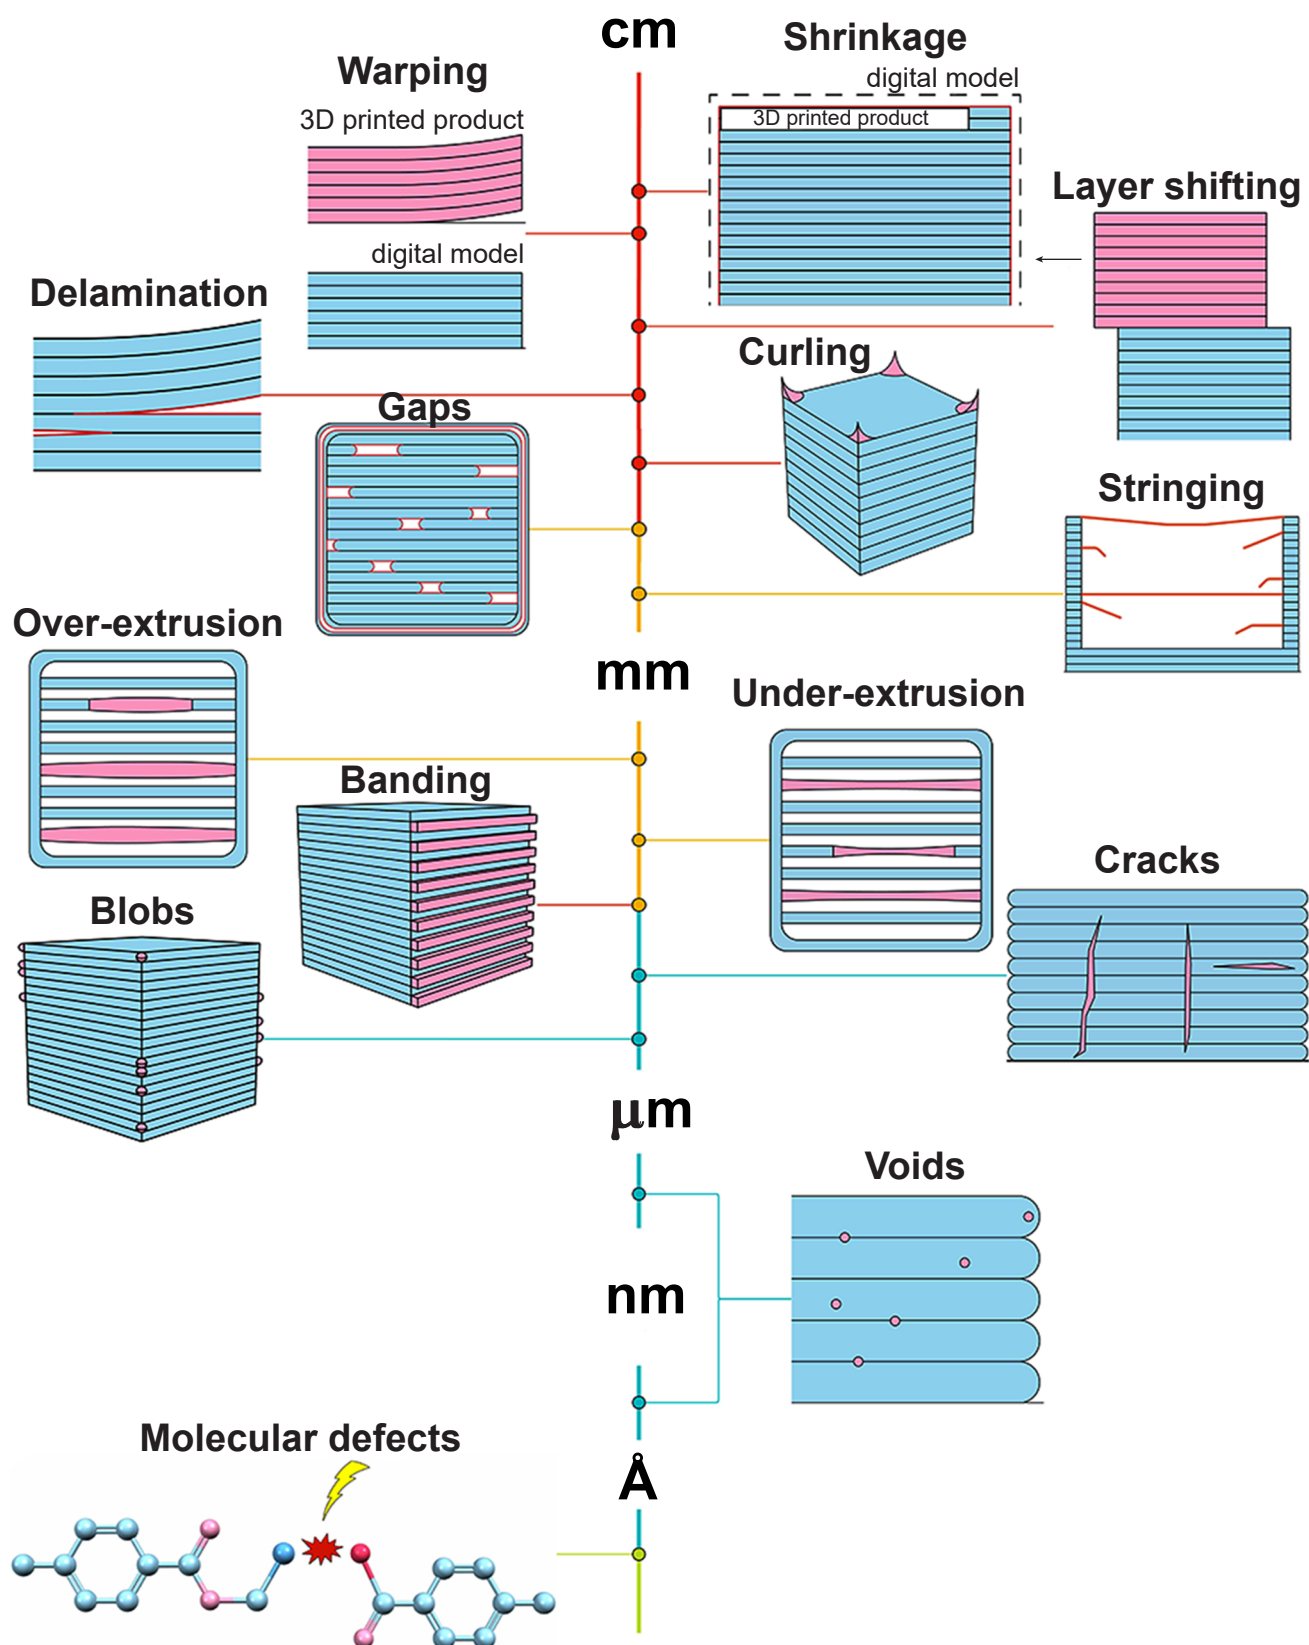 cm
Shrinkage
digital model
3D printed product
Warping
3D printed product
digital model
Layer shifting
Delamination
Curling
Gaps
Stringing
Over-extrusion
mm
Under-extrusion
Banding
Cracks
Blobs
μm
Voids
nm
Molecular defects
Å